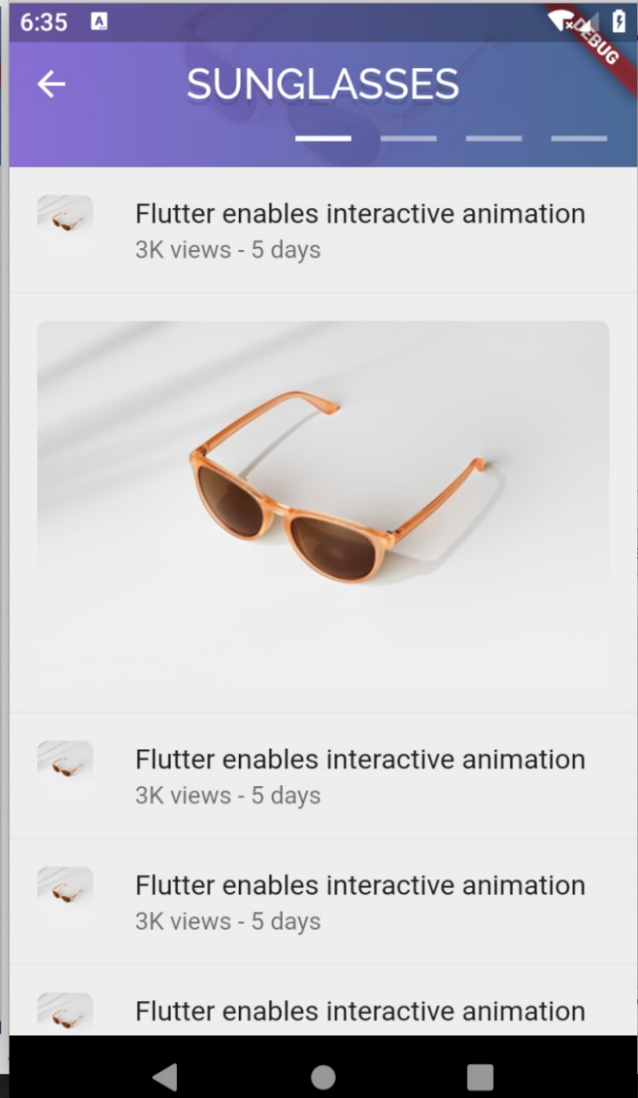 6:35
A
DEBUG
SUNGLASSES
Flutter enables interactive animation
3K views - 5 days
Flutter enables interactive animation
3K views - 5 days
Flutter enables interactive animation
3K views - 5 days
Flutter enables interactive animation